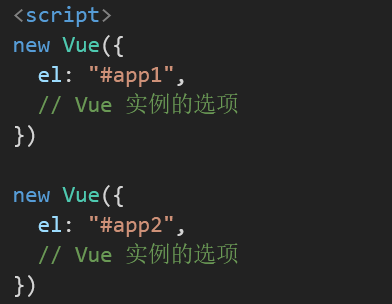 <script>
new Vue({
  el: "#app1",
  // Vue 实例的选项
})

new Vue({
  el: "#app2",
  // Vue 实例的选项
})